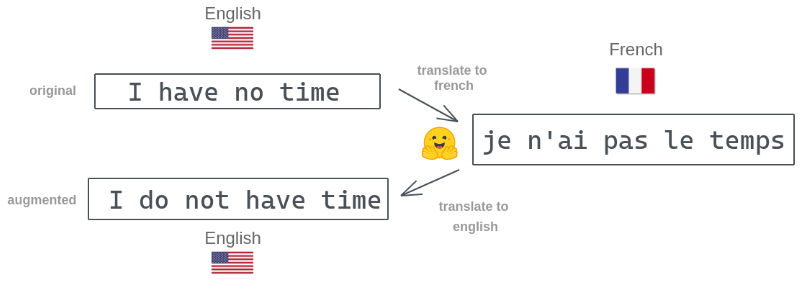 English
original
I have no time
translate to
french
French
je n'ai pas le temps
augmented
I do not have time
translate to
english
English